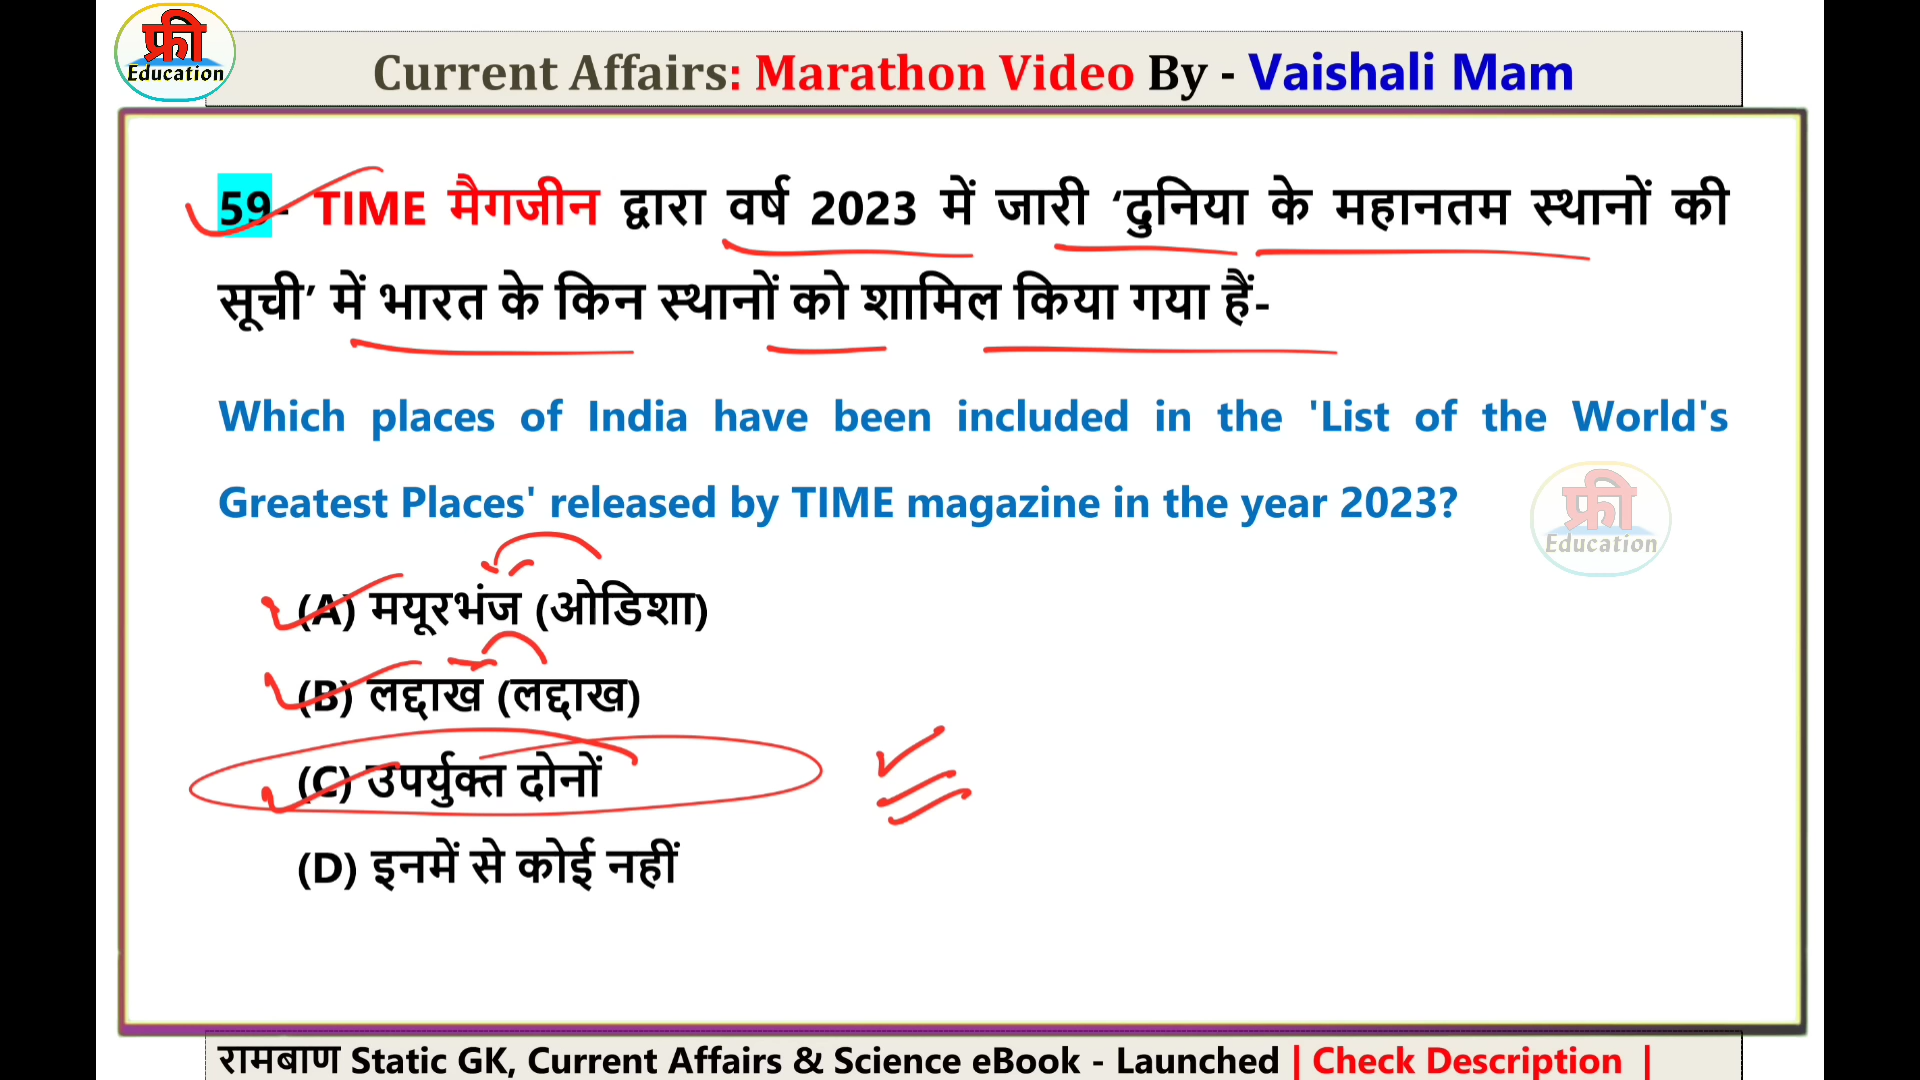 फ्री
Education
Current Affairs: Marathon Video By - Vaishali Mam
59- TIME मैगजीन द्वारा वर्ष 2023 में जारी ‘दुनिया के महानतम स्थानों की
सूची’ में भारत के किन स्थानों को शामिल किया गया हैं-
Which places of India have been included in the 'List of the World's
Greatest Places' released by TIME magazine in the year 2023?
फ्री
Education
(A) मयूरभंज (ओडिशा)
(B) लद्दाख (लद्दाख)
(C) उपर्युक्त दोनों
(D) इनमें से कोई नहीं
रामबाण Static GK, Current Affairs & Science eBook - Launched | Check Description |